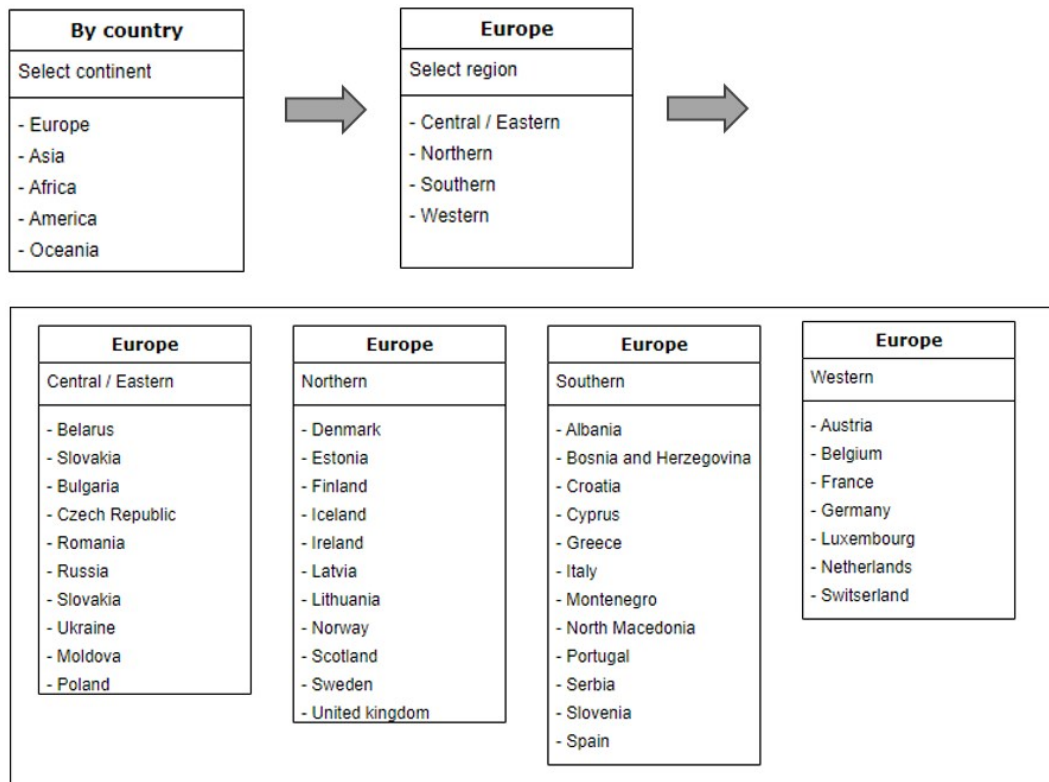 By country
Select continent
- Europe
- Asia
- Africa
- America
- Oceania
Europe
Select region
- Central / Eastern
- Northern
- Southern
- Western
Europe
Central / Eastern
- Belarus
- Slovakia
- Bulgaria
- Czech Republic
- Romania
- Russia
- Slovakia
- Ukraine
- Moldova
- Poland
Europe
Northern
- Denmark
- Estonia
- Finland
- Iceland
- Ireland
- Latvia
- Lithuania
- Norway
- Scotland
- Sweden
- United kingdom
Europe
Southern
- Albania
- Bosnia and Herzegovina
- Croatia
- Cyprus
- Greece
- Italy
- Montenegro
- North Macedonia
- Portugal
- Serbia
- Slovenia
- Spain
Europe
Western
- Austria
- Belgium
- France
- Germany
- Luxembourg
- Netherlands
- Switserland